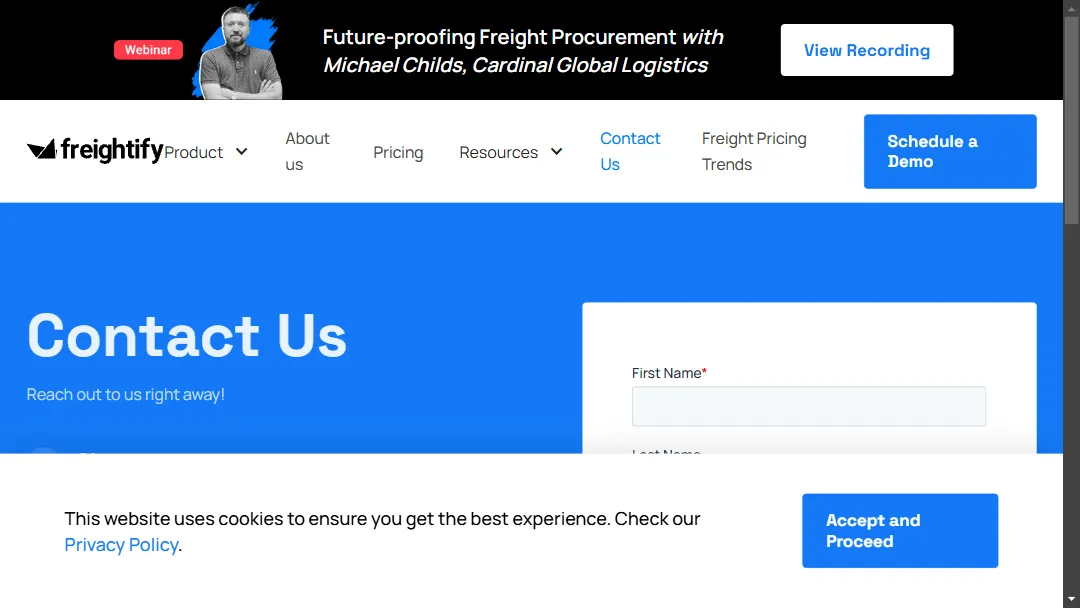 Webinar
Future-proofing Freight Procurement with
Michael Childs, Cardinal Global Logistics
View Recording
freightify
Product
About
us
Pricing
Resources
Contact
Us
Freight Pricing
Trends
Schedule a
Demo
Contact Us
Reach out to us right away!
First Name*
Last Name
This website uses cookies to ensure you get the best experience. Check our
Privacy Policy.
Accept and
Proceed